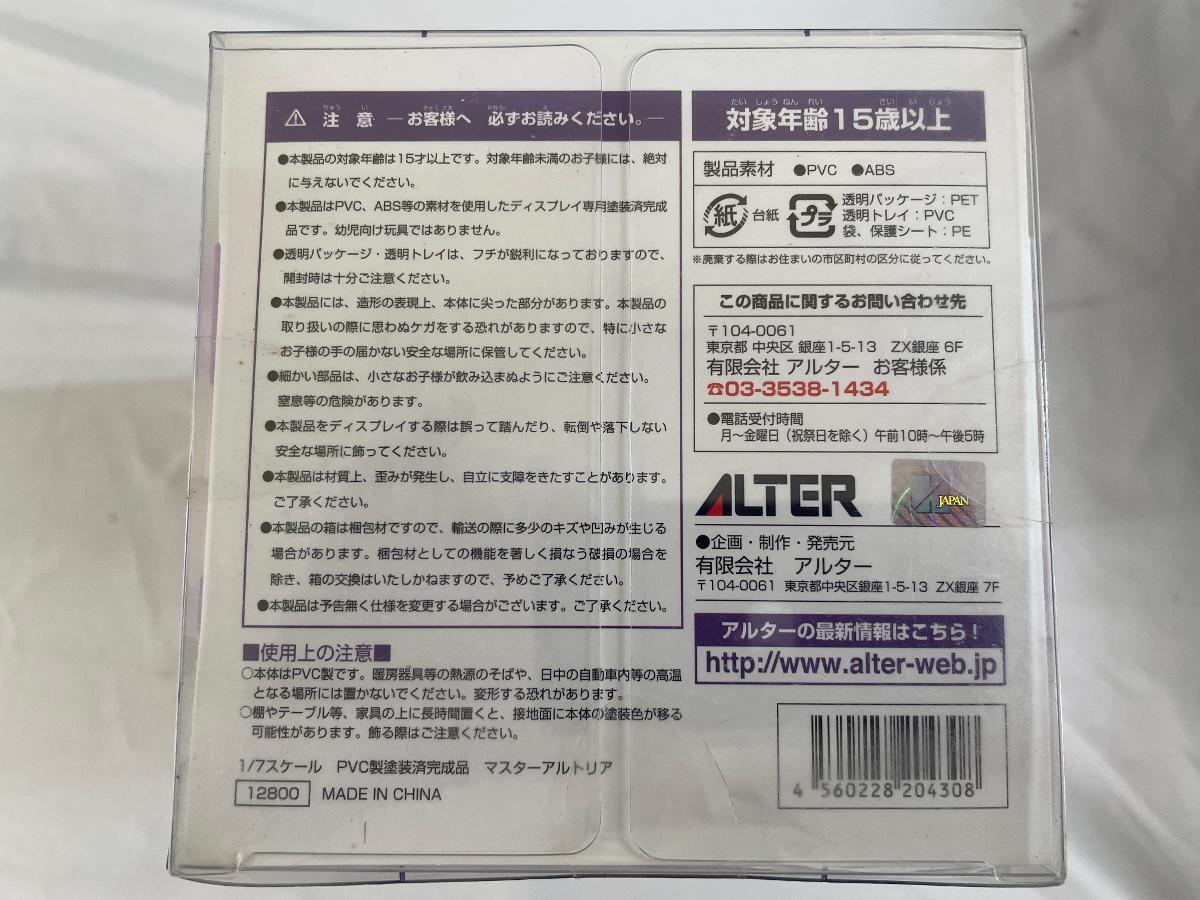 ちゅう い きゃくさま かなら よ
⚠ 注 意 ―お客様へ 必ずお読みください。―
●本製品の対象年齢は15才以上です。対象年齢未満のお子様には、絶対
に与えないでください。
●本製品はPVC、ABS等の素材を使用したディスプレイ専用塗装済完成
品です。幼児向け玩具ではありません。
●透明パッケージ・透明トレイは、フチが鋭利になっておりますので、
開封時は十分ご注意ください。
●本製品には、造形の表現上、本体に尖った部分があります。本製品の
取り扱いの際に思わぬケガをする恐れがありますので、特に小さな
お子様の手の届かない安全な場所に保管してください。
●細かい部品は、小さなお子様が飲み込まぬようにご注意ください。
窒息等の危険があります。
●本製品をディスプレイする際は誤って踏んだり、転倒や落下しない
安全な場所に飾ってください。
●本製品は材質上、歪みが発生し、自立に支障をきたすことがあります。
ご了承ください。
●本製品の箱は梱包材ですので、輸送の際に多少のキズや凹みが生じる
場合があります。梱包材としての機能を著しく損なう破損の場合を
除き、箱の交換はいたしかねますので、予めご了承ください。
●本製品は予告無く仕様を変更する場合がございます。ご了承ください。
■使用上の注意■
○本体はPVC製です。暖房器具等の熱源のそばや、日中の自動車内等の高温
となる場所には置かないでください。変形する恐れがあります。
○棚やテーブル等、家具の上に長時間置くと、接地面に本体の塗装色が移る
可能性があります。飾る際はご注意ください。
1/7スケール PVC製塗装済完成品 マスターアルトリア
12800 MADE IN CHINA
たい しょう ねん れい さい い じょう
対象年齢15歳以上
製品素材 ●PVC ●ABS
紙 台紙 プラ 透明パッケージ：PET
透明トレイ：PVC
袋、保護シート：PE
※廃棄する際はお住まいの市区町村の区分に従ってください。
この商品に関するお問い合わせ先
〒104-0061
東京都 中央区 銀座1-5-13 ZX銀座 6F
有限会社 アルター お客様係
☎03-3538-1434
●電話受付時間
月～金曜日（祝祭日を除く）午前10時～午後5時
ALTER
JAPAN
●企画・制作・発売元
有限会社 アルター
〒104-0061 東京都中央区銀座1-5-13 ZX銀座 7F
アルターの最新情報はこちら！
http://www.alter-web.jp
4 560228 204308